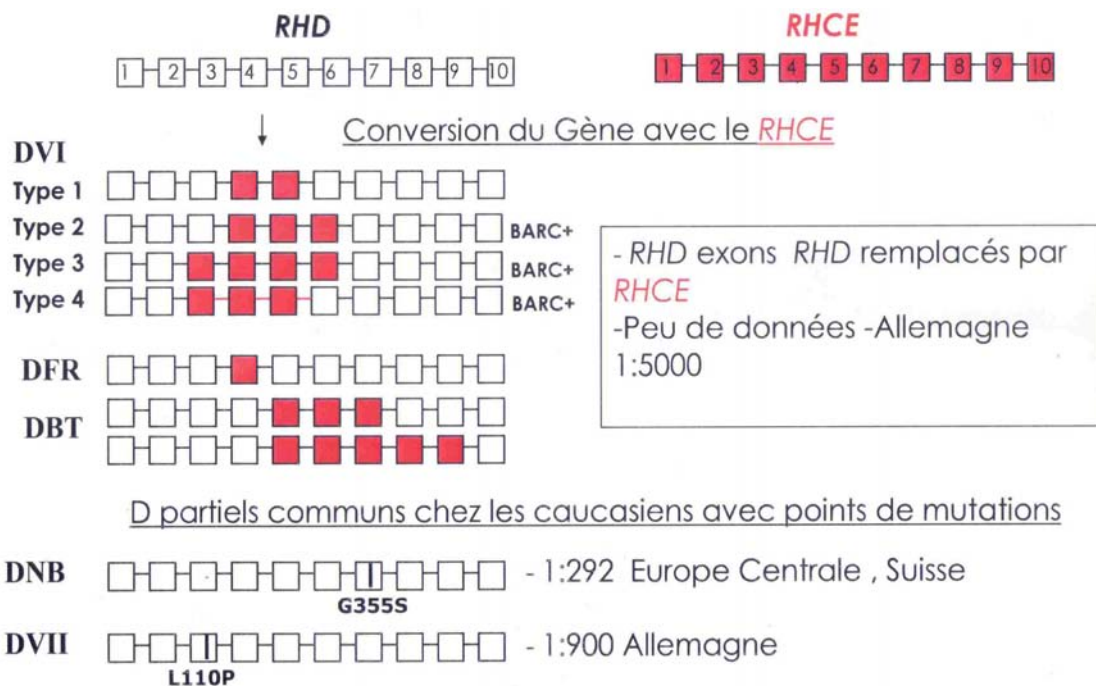 RHD RHCE
1 2 3 4 5 6 7 8 9 10 1 2 3 4 5 6 7 8 9 10
Conversion du Gène avec le RHCE
DVI
Type 1
Type 2 BARC+
Type 3 BARC+
Type 4 BARC+
- RHD exons RHD remplacés par
RHCE
-Peu de données -Allemagne
1:5000
DFR
DBT
D partiels communs chez les caucasiens avec points de mutations
DNB - 1:292 Europe Centrale , Suisse
G355S
DVII - 1:900 Allemagne
L110P